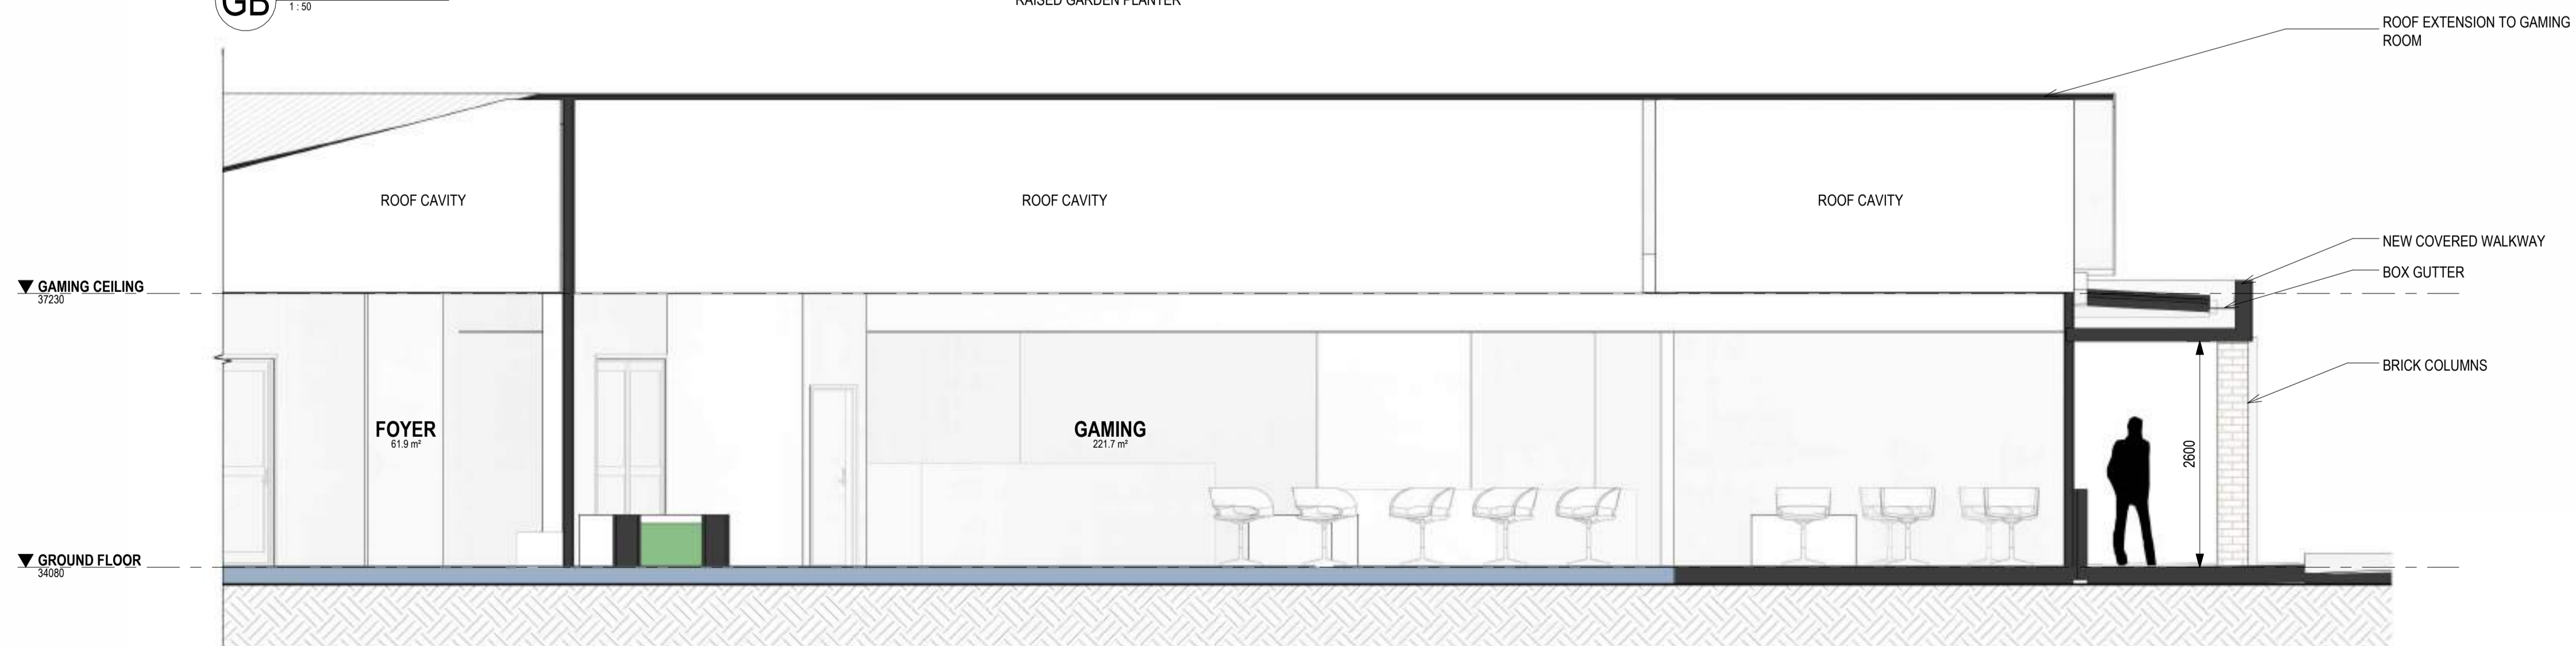 GB
1 : 50
RAISED GARDEN PLANTER
ROOF EXTENSION TO GAMING
ROOM
ROOF CAVITY
ROOF CAVITY
ROOF CAVITY
NEW COVERED WALKWAY
BOX GUTTER
GAMING CEILING
37230
BRICK COLUMNS
FOYER
61.9 m²
GAMING
221.7 m²
2600
GROUND FLOOR
34080